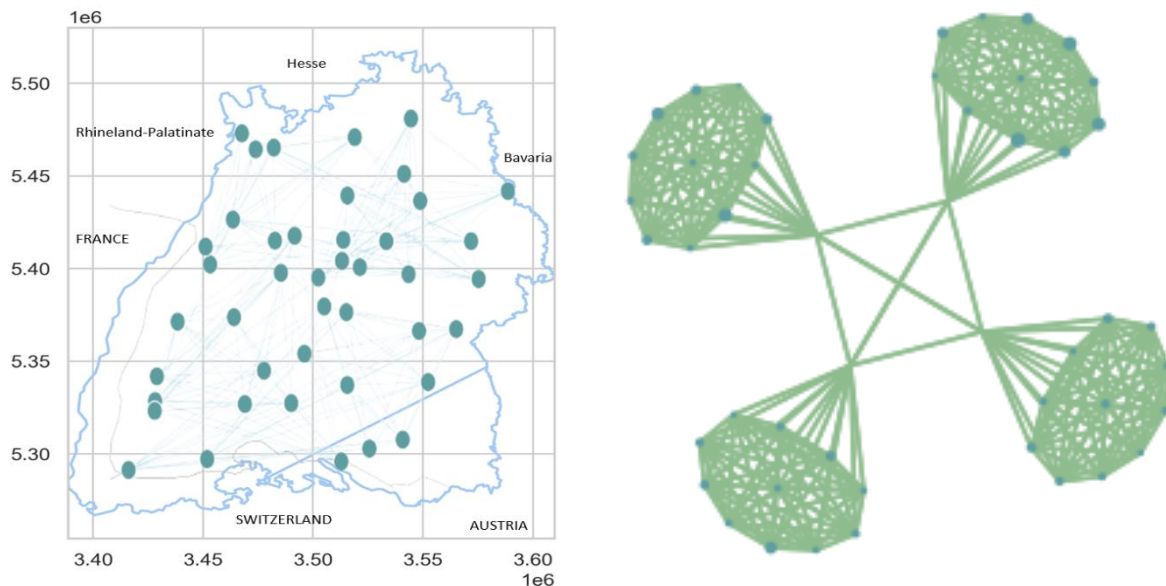 1e6
Hesse
5.50
Rhineland-Palatinate
Bavaria
5.45
FRANCE
5.40
5.35
5.30
SWITZERLAND
AUSTRIA
3.40 3.45 3.50 3.55 3.60
1e6